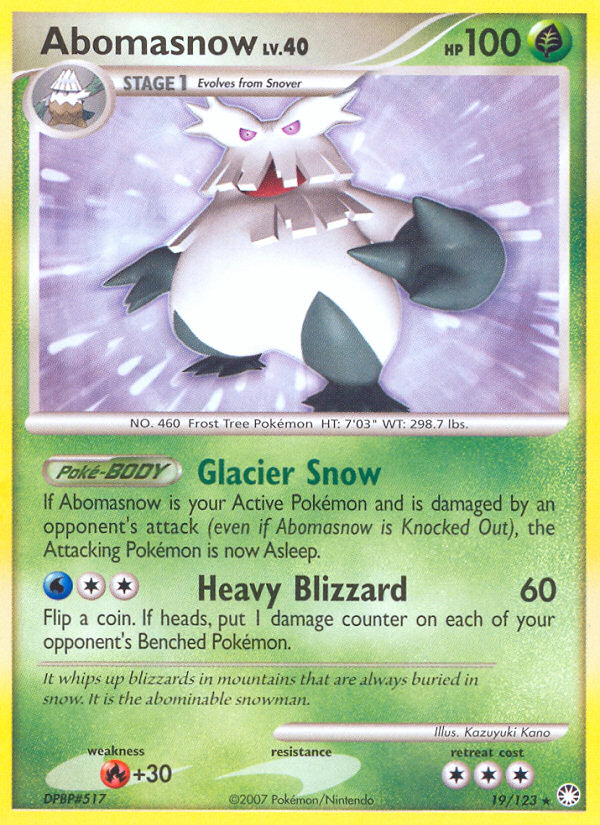 Abomasnow LV.40 HP 100
STAGE 1 Evolves from Snover
NO. 460 Frost Tree Pokémon HT: 7'03" WT: 298.7 lbs.
Poké-BODY Glacier Snow
If Abomasnow is your Active Pokémon and is damaged by an
opponent's attack (even if Abomasnow is Knocked Out), the
Attacking Pokémon is now Asleep.
Heavy Blizzard 60
Flip a coin. If heads, put 1 damage counter on each of your
opponent's Benched Pokémon.
It whips up blizzards in mountains that are always buried in
snow. It is the abominable snowman.
Illus. Kazuyuki Kano
weakness resistance retreat cost
+30
DPBP#517 ©2007 Pokémon/Nintendo 19/123 ★